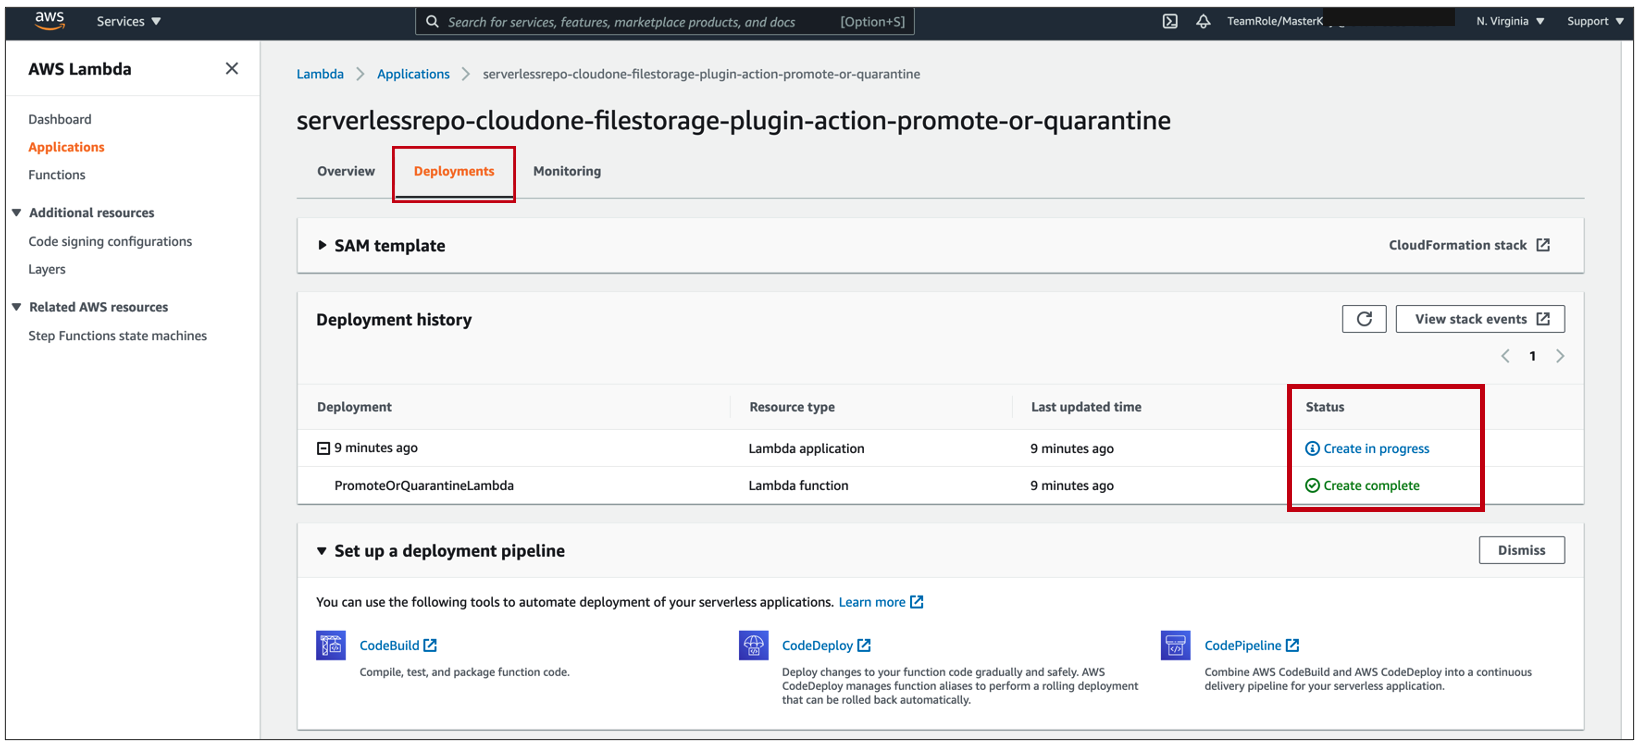 aws Services Search for services, features, marketplace products, and docs [Option+S] TeamRole/MasterK N. Virginia Support
AWS Lambda
Dashboard
Applications
Functions
Additional resources
Code signing configurations
Layers
Related AWS resources
Step Functions state machines
Lambda Applications serverlessrepo-cloudone-filestorage-plugin-action-promote-or-quarantine
serverlessrepo-cloudone-filestorage-plugin-action-promote-or-quarantine
Overview Deployments Monitoring
SAM template CloudFormation stack
Deployment history View stack events
1
Deployment Resource type Last updated time Status
9 minutes ago Lambda application 9 minutes ago Create in progress
PromoteOrQuarantineLambda Lambda function 9 minutes ago Create complete
Set up a deployment pipeline Dismiss
You can use the following tools to automate deployment of your serverless applications. Learn more
CodeBuild
Compile, test, and package function code.
CodeDeploy
Deploy changes to your function code gradually and safely. AWS
CodeDeploy manages function aliases to perform a rolling deployment
that can be rolled back automatically.
CodePipeline
Combine AWS CodeBuild and AWS CodeDeploy into a continuous
delivery pipeline for your serverless application.